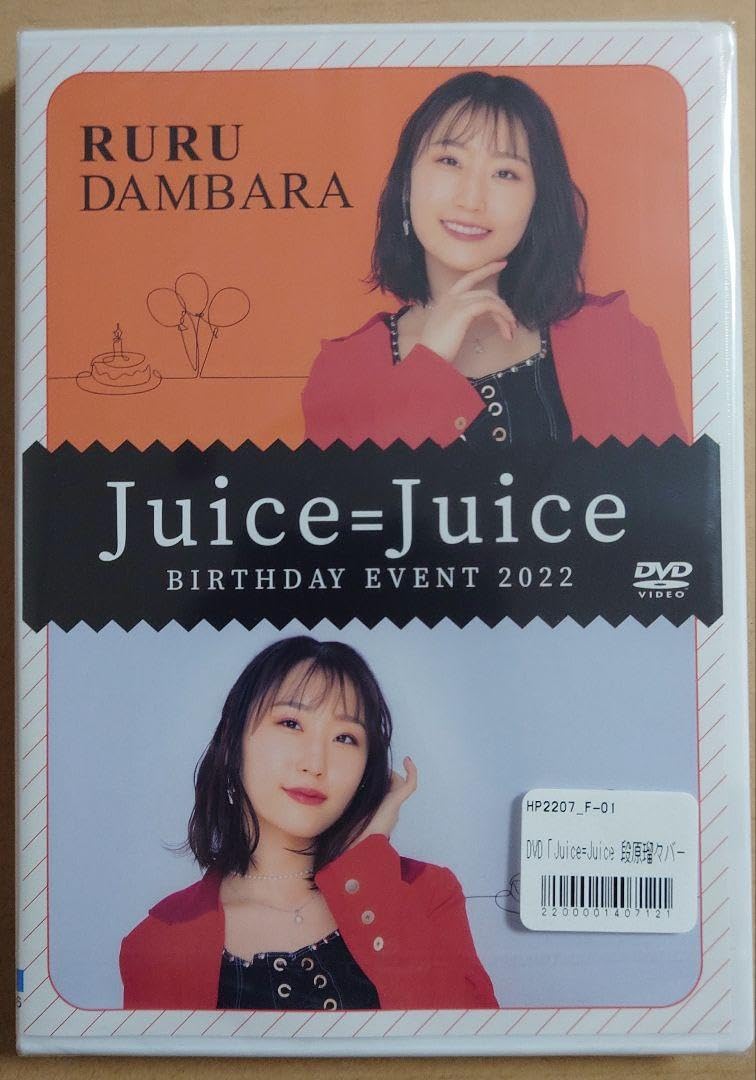 RURU
DAMBARA
Juice=Juice
BIRTHDAY EVENT 2022
DVD
VIDEO
HP2207_F-01
DVD「Juice=Juice 段原瑠々バー
2200001407121
6